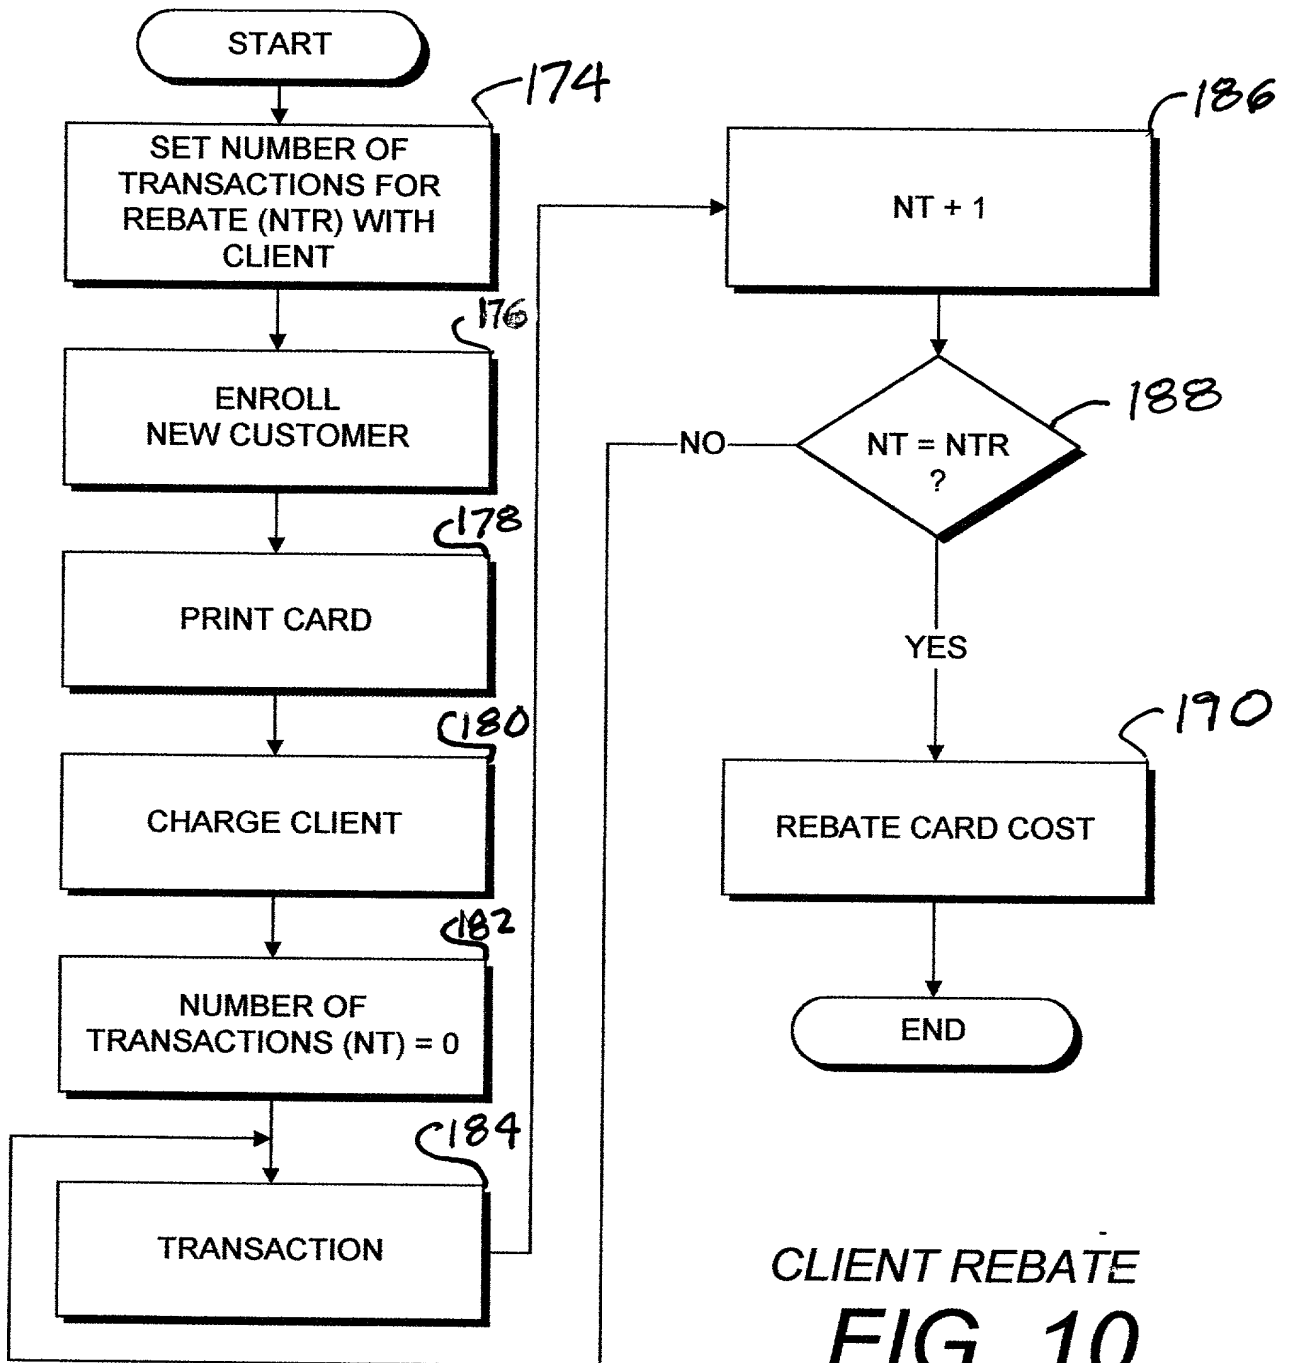 START
174
SET NUMBER OF
TRANSACTIONS FOR
REBATE (NTR) WITH
CLIENT
176
ENROLL
NEW CUSTOMER
178
PRINT CARD
180
CHARGE CLIENT
182
NUMBER OF
TRANSACTIONS (NT) = 0
184
TRANSACTION
186
NT + 1
188
NT = NTR
?
NO
YES
190
REBATE CARD COST
END
CLIENT REBATE
FIG. 10